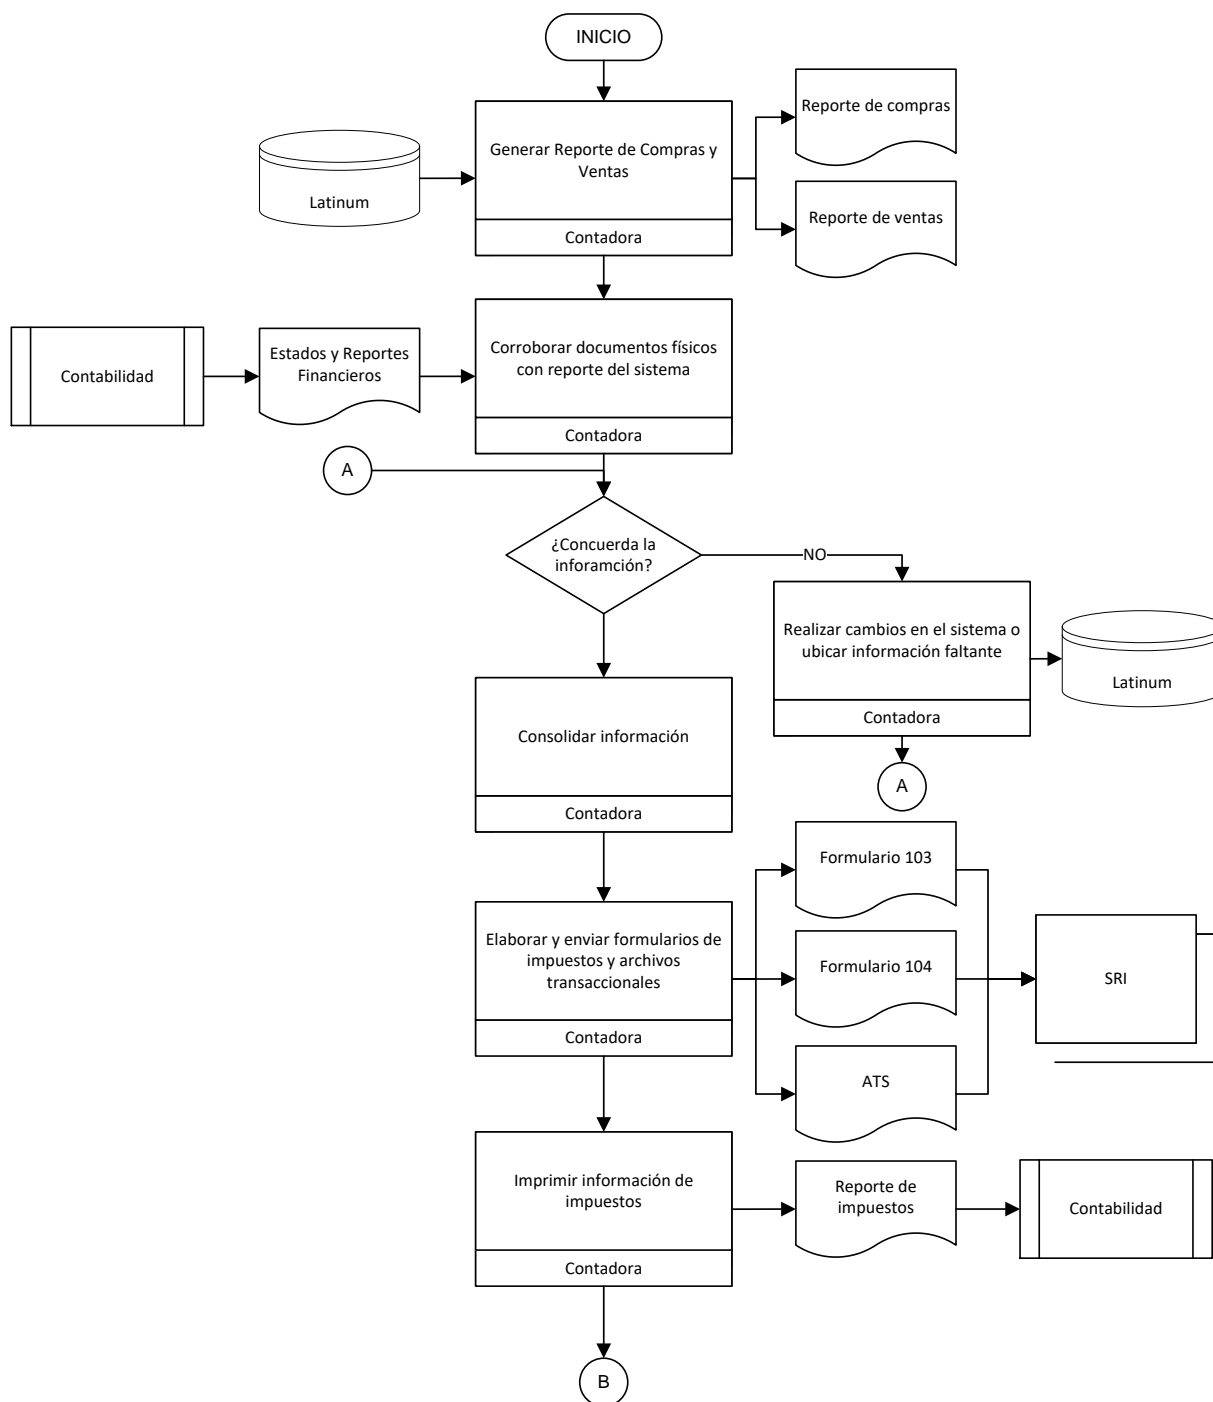 INICIO
Reporte de compras
Generar Reporte de Compras y
Ventas
Latinum
Reporte de ventas
Contadora
Contabilidad
Estados y Reportes
Financieros
Corroborar documentos físicos
con reporte del sistema
Contadora
A
¿Concuerda la
inforamción?
NO
Realizar cambios en el sistema o
ubicar información faltante
Latinum
Contadora
A
Consolidar información
Contadora
Formulario 103
Elaborar y enviar formularios de
impuestos y archivos
transaccionales
Formulario 104
SRI
Contadora
ATS
Imprimir información de
impuestos
Reporte de
impuestos
Contabilidad
Contadora
B